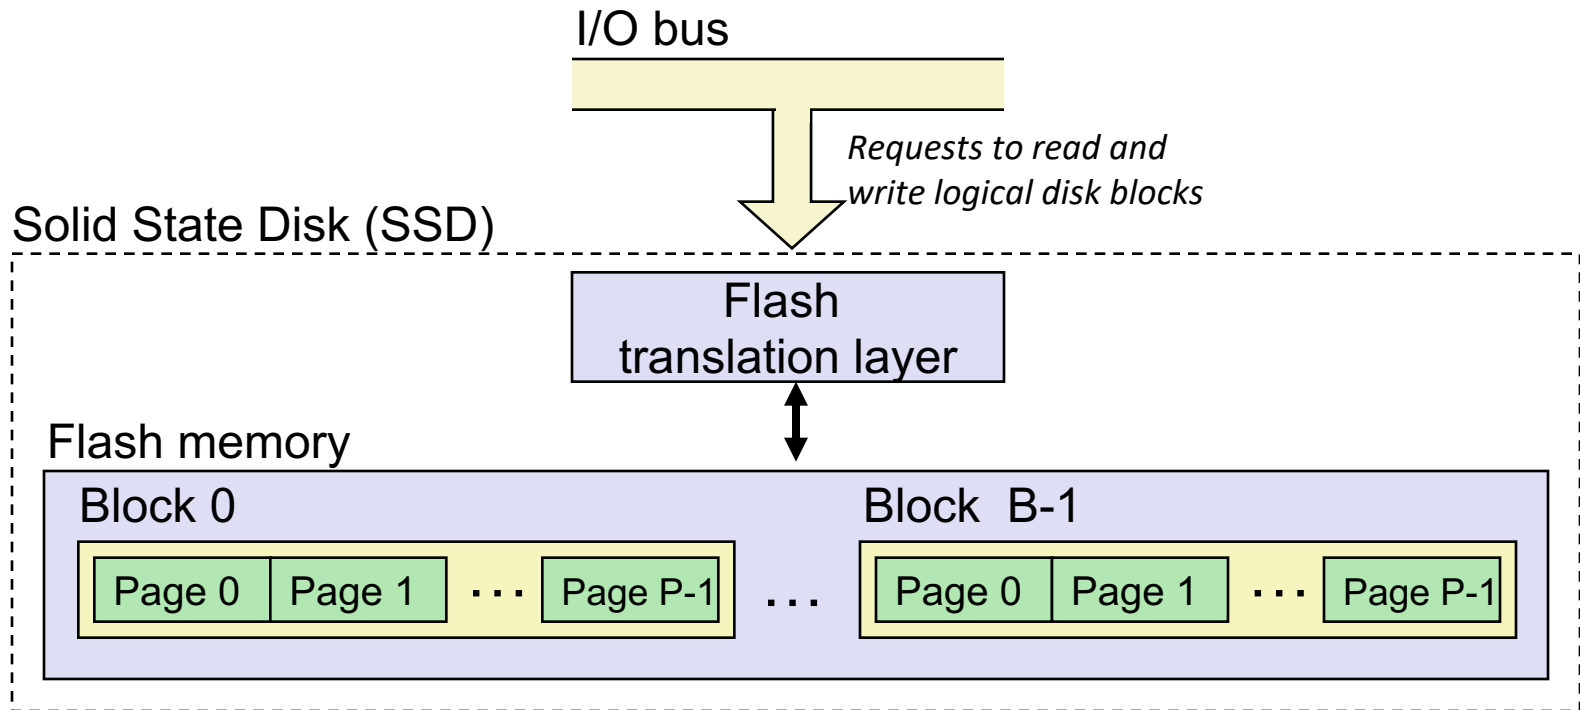 I/O bus
Requests to read and
write logical disk blocks
Solid State Disk (SSD)
Flash
translation layer
Flash memory
Block 0
Block B-1
Page 0 Page 1 ... Page P-1 ... Page 0 Page 1 ... Page P-1